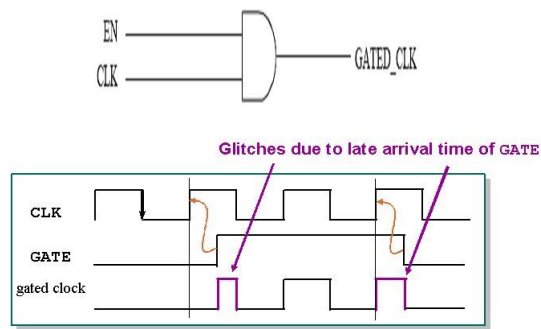 EN
CLK
GATED_CLK
Glitches due to late arrival time of GATE
CLK
GATE
gated clock